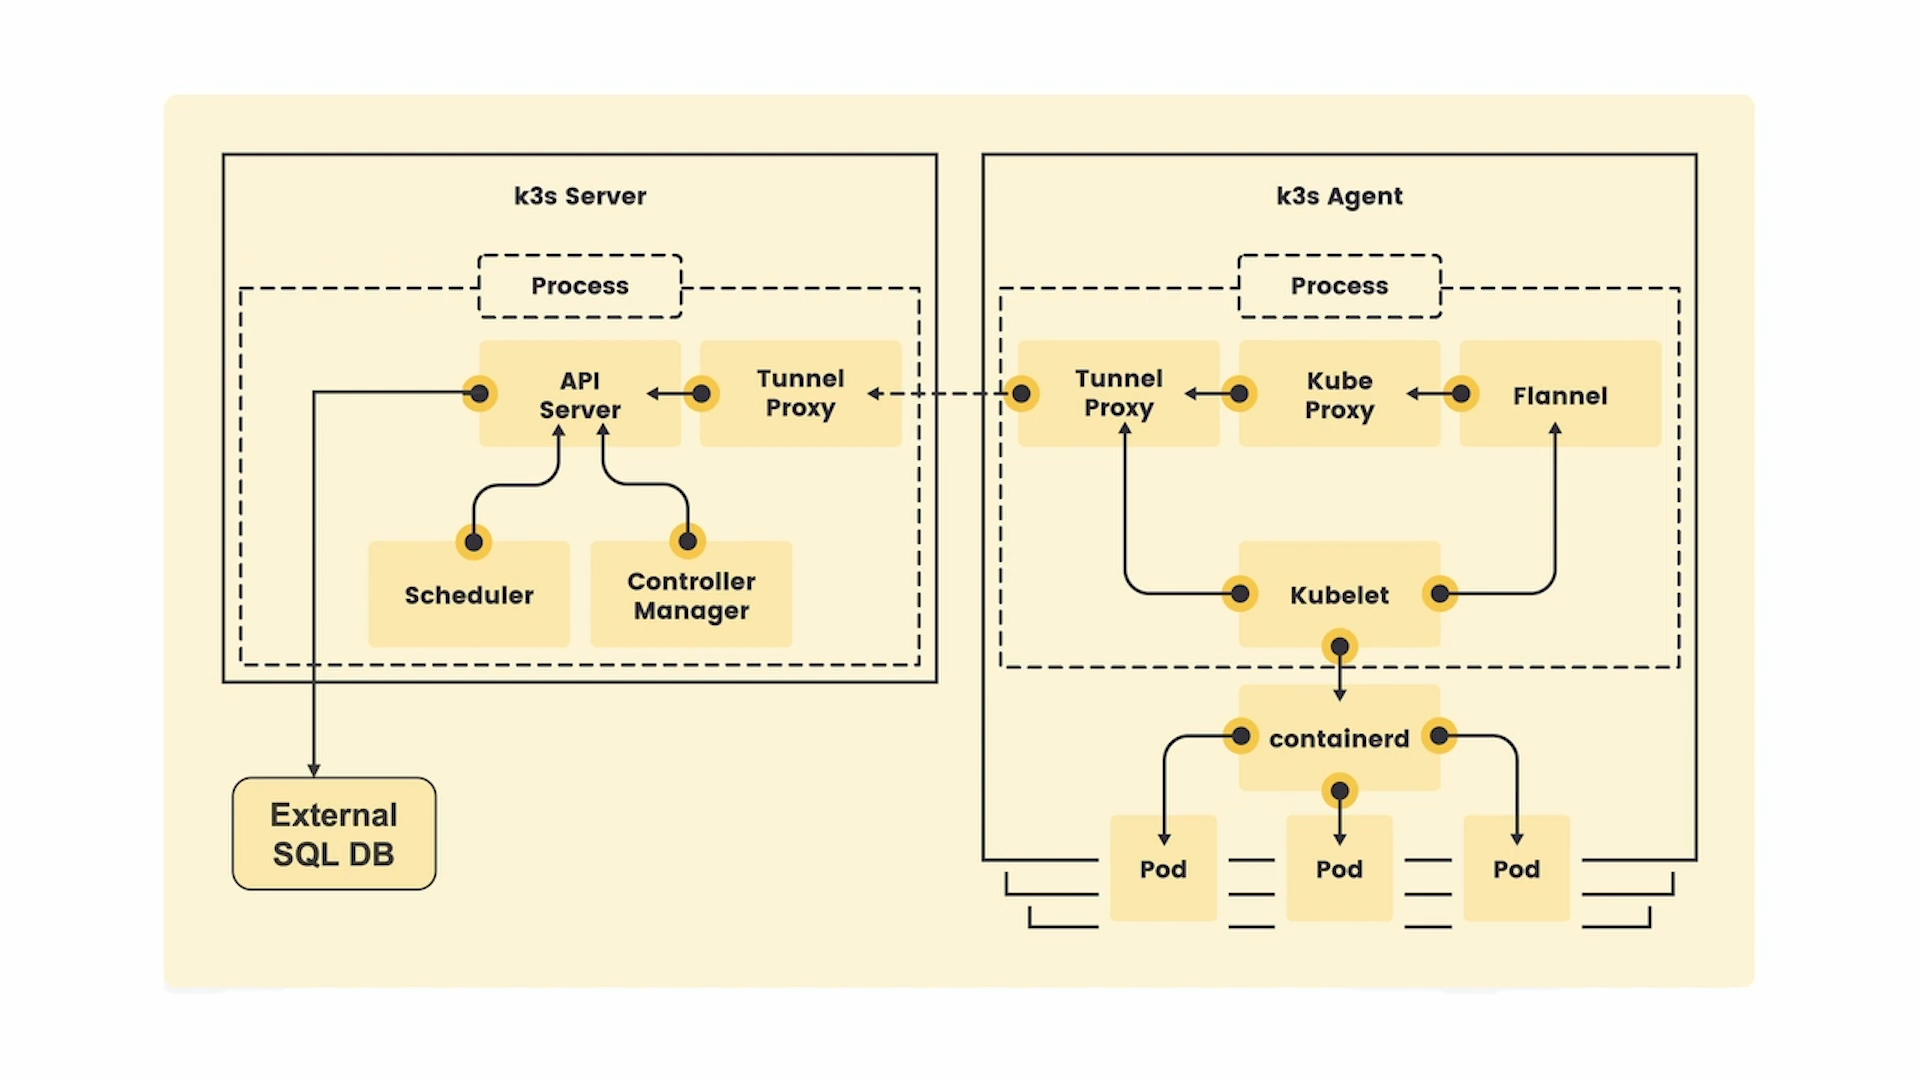 k3s Server
Process
API
Server
Tunnel
Proxy
Scheduler
Controller
Manager
External
SQL DB
k3s Agent
Process
Tunnel
Proxy
Kube
Proxy
Flannel
Kubelet
containerd
Pod
Pod
Pod